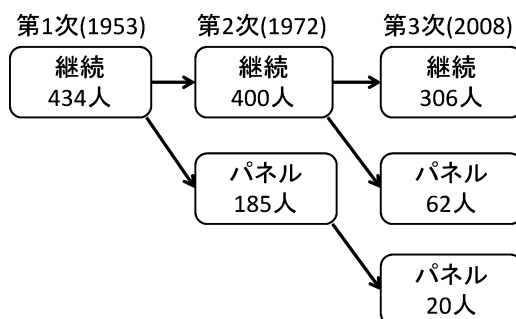 第1次(1953) 第2次(1972) 第3次(2008)
継続
434人
継続
400人
継続
306人
パネル
185人
パネル
62人
パネル
20人